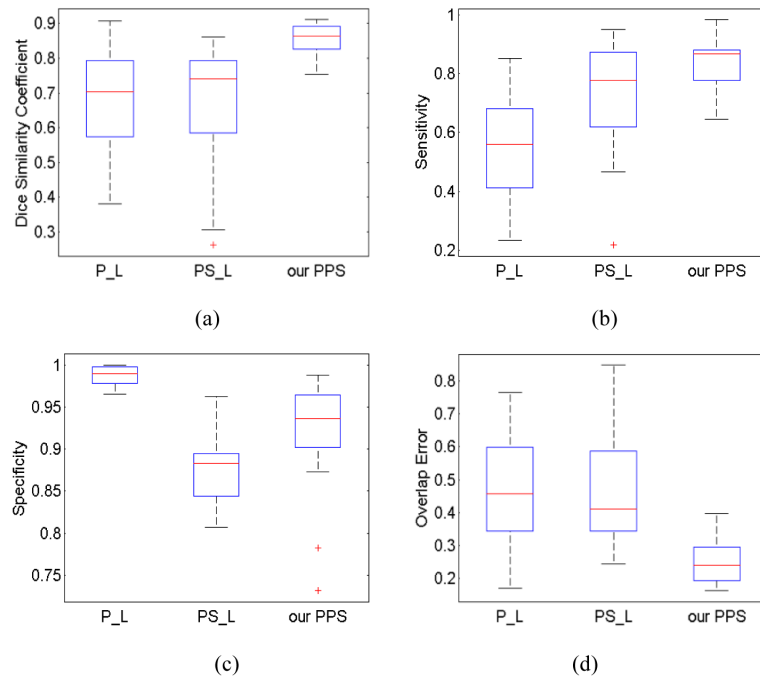 0.9
0.8
0.7
0.6
0.5
0.4
0.3
Dice Similarity Coefficient
P_L PS_L our PPS
(a)
1
0.8
0.6
0.4
0.2
Sensitivity
P_L PS_L our PPS
(b)
1
0.95
0.9
0.85
0.8
0.75
Specificity
P_L PS_L our PPS
(c)
0.8
0.7
0.6
0.5
0.4
0.3
0.2
Overlap Error
P_L PS_L our PPS
(d)